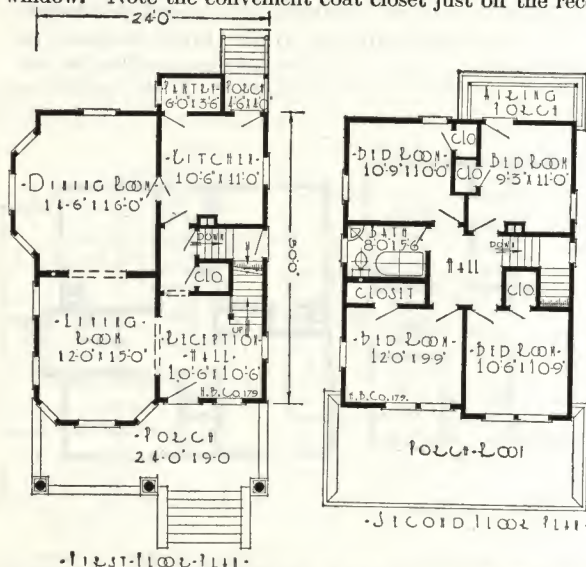 window. Note the convenient coat closet just off the rec
24'0"
PANTRY
6'0"X3'6"
PORCH
4'6"X4'0"
-KITCHEN-
10'-6"X11'-0"
-DINING ROOM-
14'-6"X16'-0"
DOWN
CLO
30'0"
UP
-LIVING-
ROOM
12'-0"X15'-0"
RECEPTION
-HALL-
10'-6"X10'-6"
H.B.CO.179.
-PORCH-
24'-0"X9'-0"
-FIRST-FLOOR-PLAN-
AIRING
PORCH
-BED ROOM-
10'-9"X10'-0"
CLO
CLO
BED ROOM
9'-3"X11'-0"
BATH
8'-0"X5'-6"
DOWN
HALL
CLOSET
CLO
-BED ROOM-
12'-0"X9'-9"
-BED ROOM-
10'-6"X10'-9"
H.B.CO.179.
PORCH-ROOF
-SECOND FLOOR PLAN-